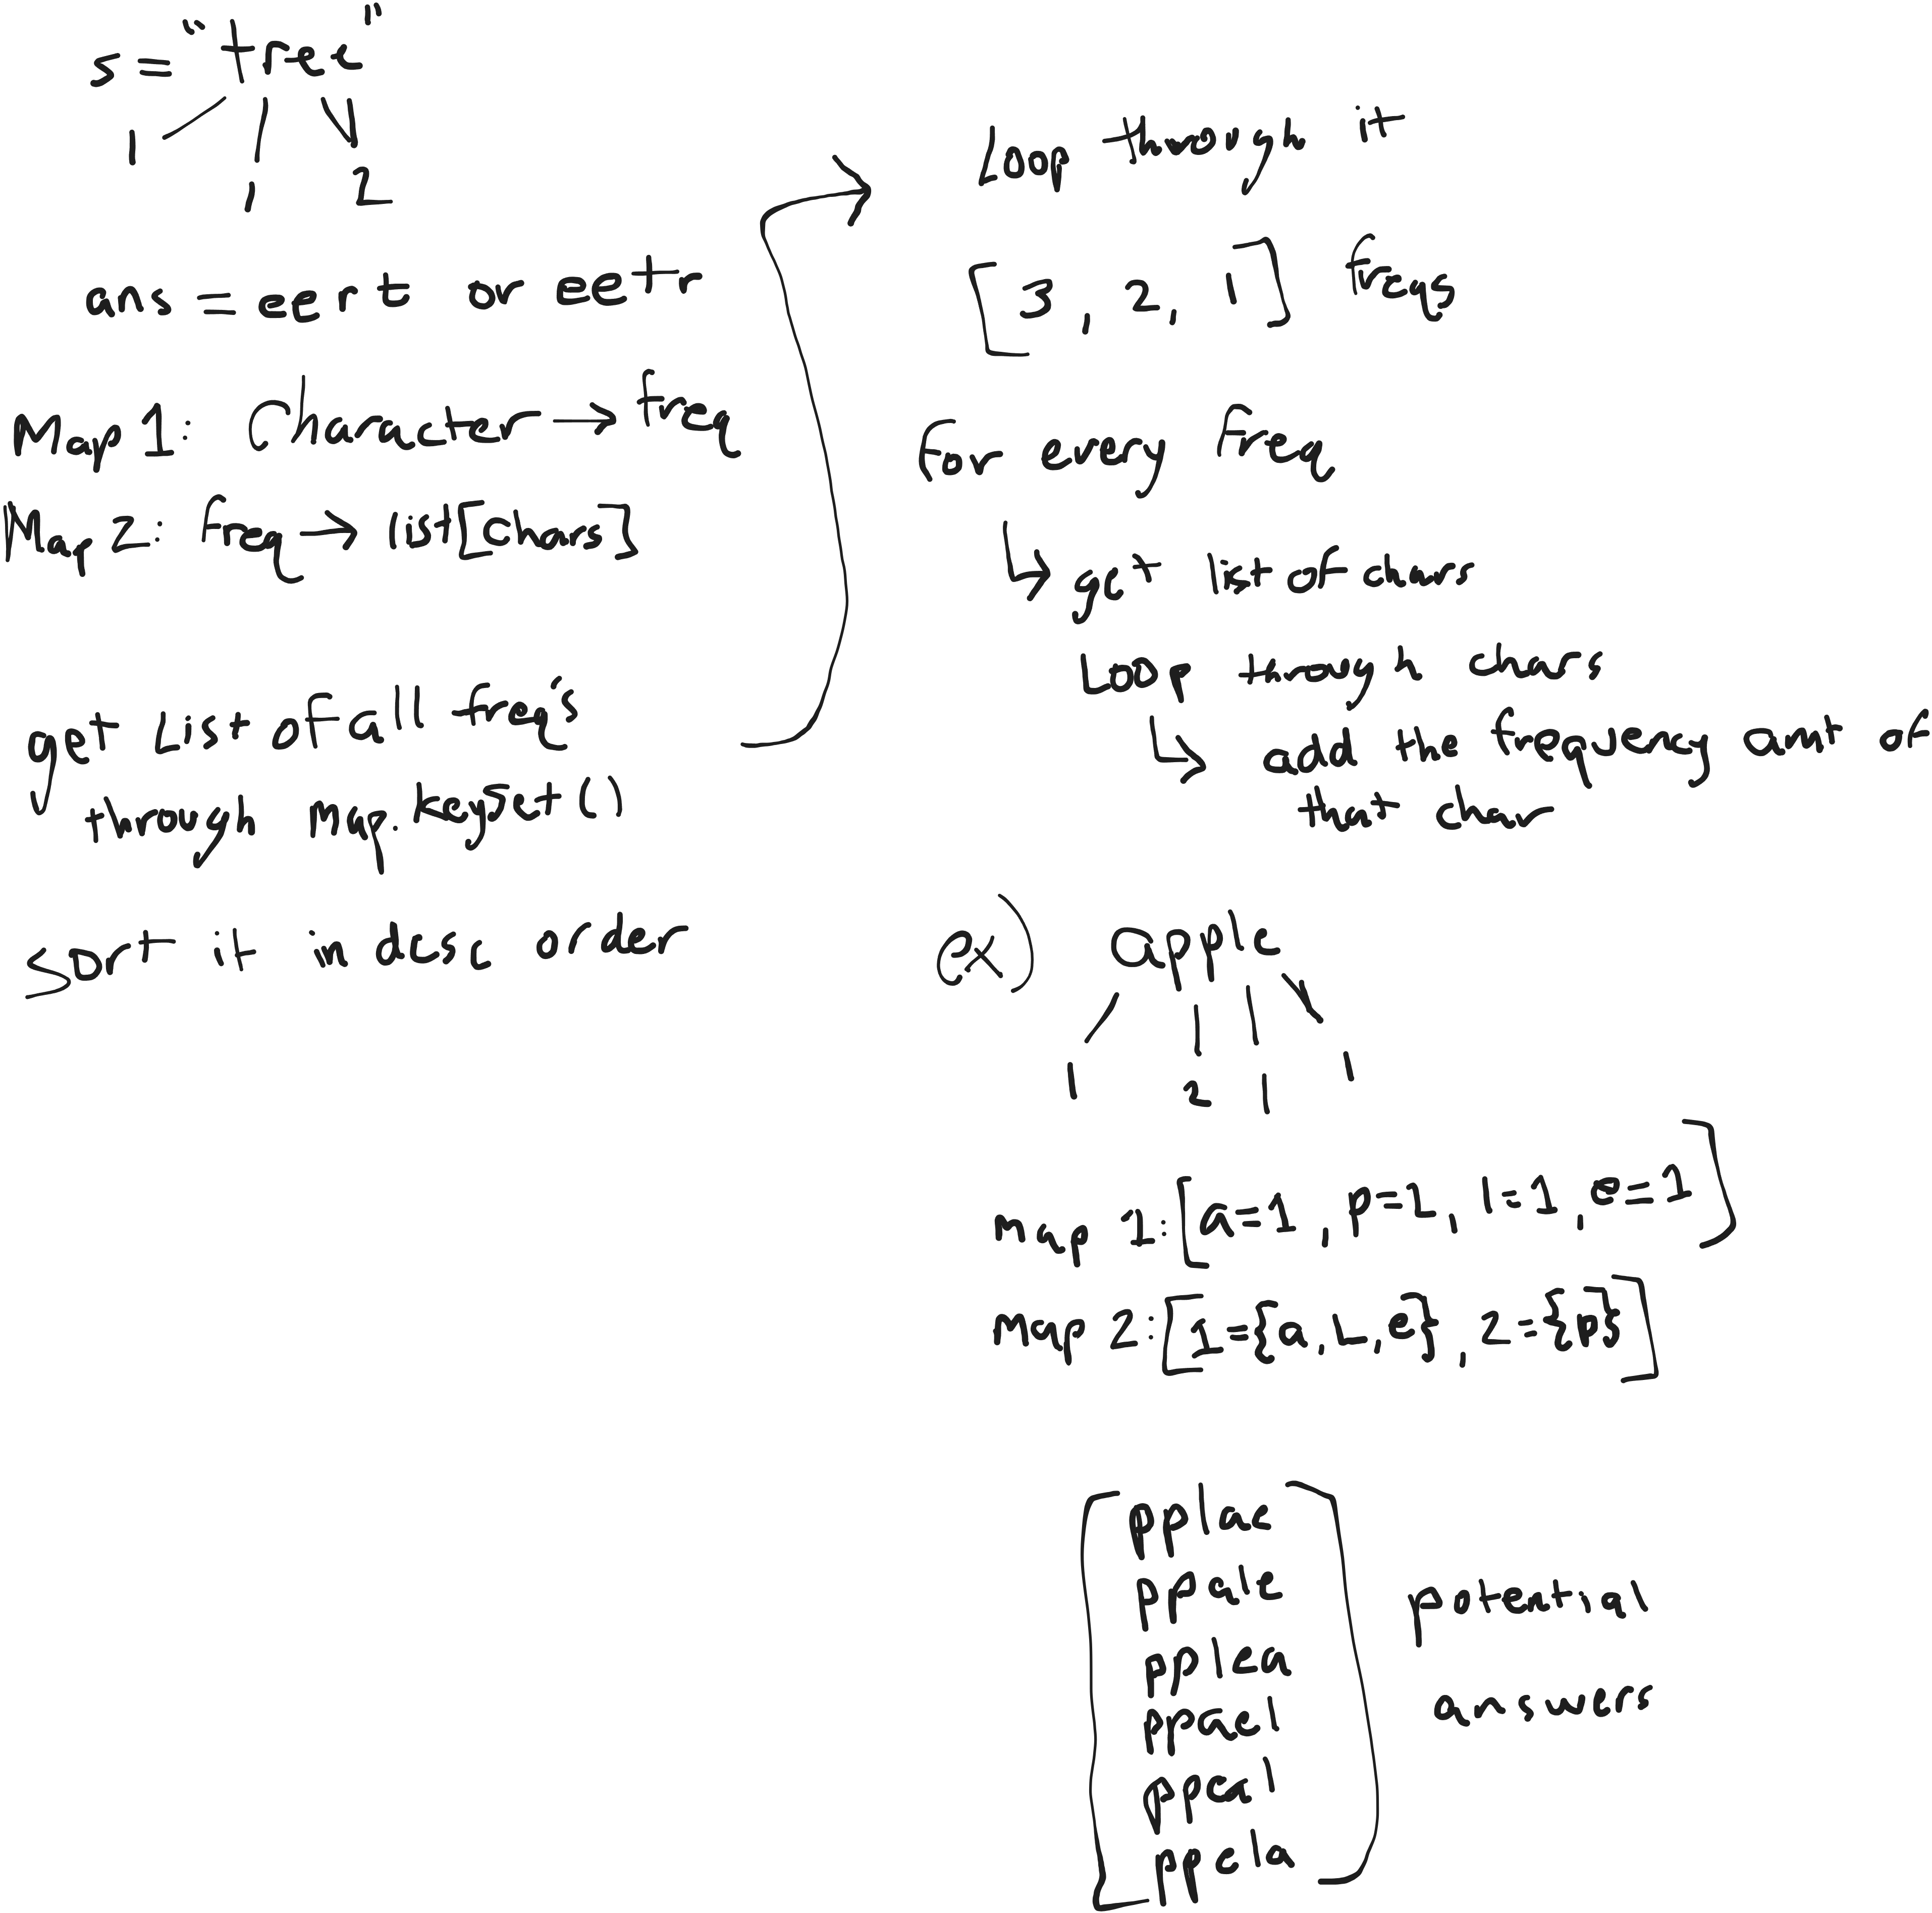 s = "tree"
1 1 2
ans = eert or eetr
Map 1: Character → freq
Map 2: freq → list[chars]
get List of all freq's
through mq.keyset()
sort it in desc order
Loop through it
[3, 2, 1] freqs
For every freq
↳ get list of chars
Loop through chars
↳ add the frequency amt of
that char
ex) apple
1 2 1 1
map 1: [a=1, p=2, l=1, e=1]
map 2: [1={a, L, e}, 2={p}]
pplae
ppale
pplea
ppael
ppeal
ppela
potential
answers